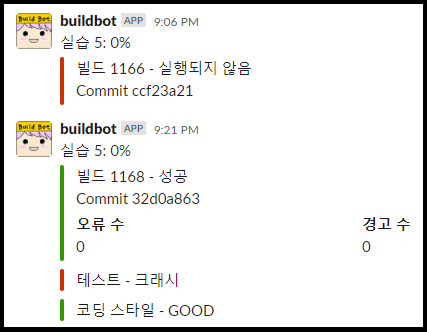 Build Bot
buildbot APP 9:06 PM
실습 5: 0%
빌드 1166 - 실행되지 않음
Commit ccf23a21
Build Bot
buildbot APP 9:21 PM
실습 5: 0%
빌드 1168 - 성공
Commit 32d0a863
오류 수 경고 수
0 0
테스트 - 크래시
코딩 스타일 - GOOD